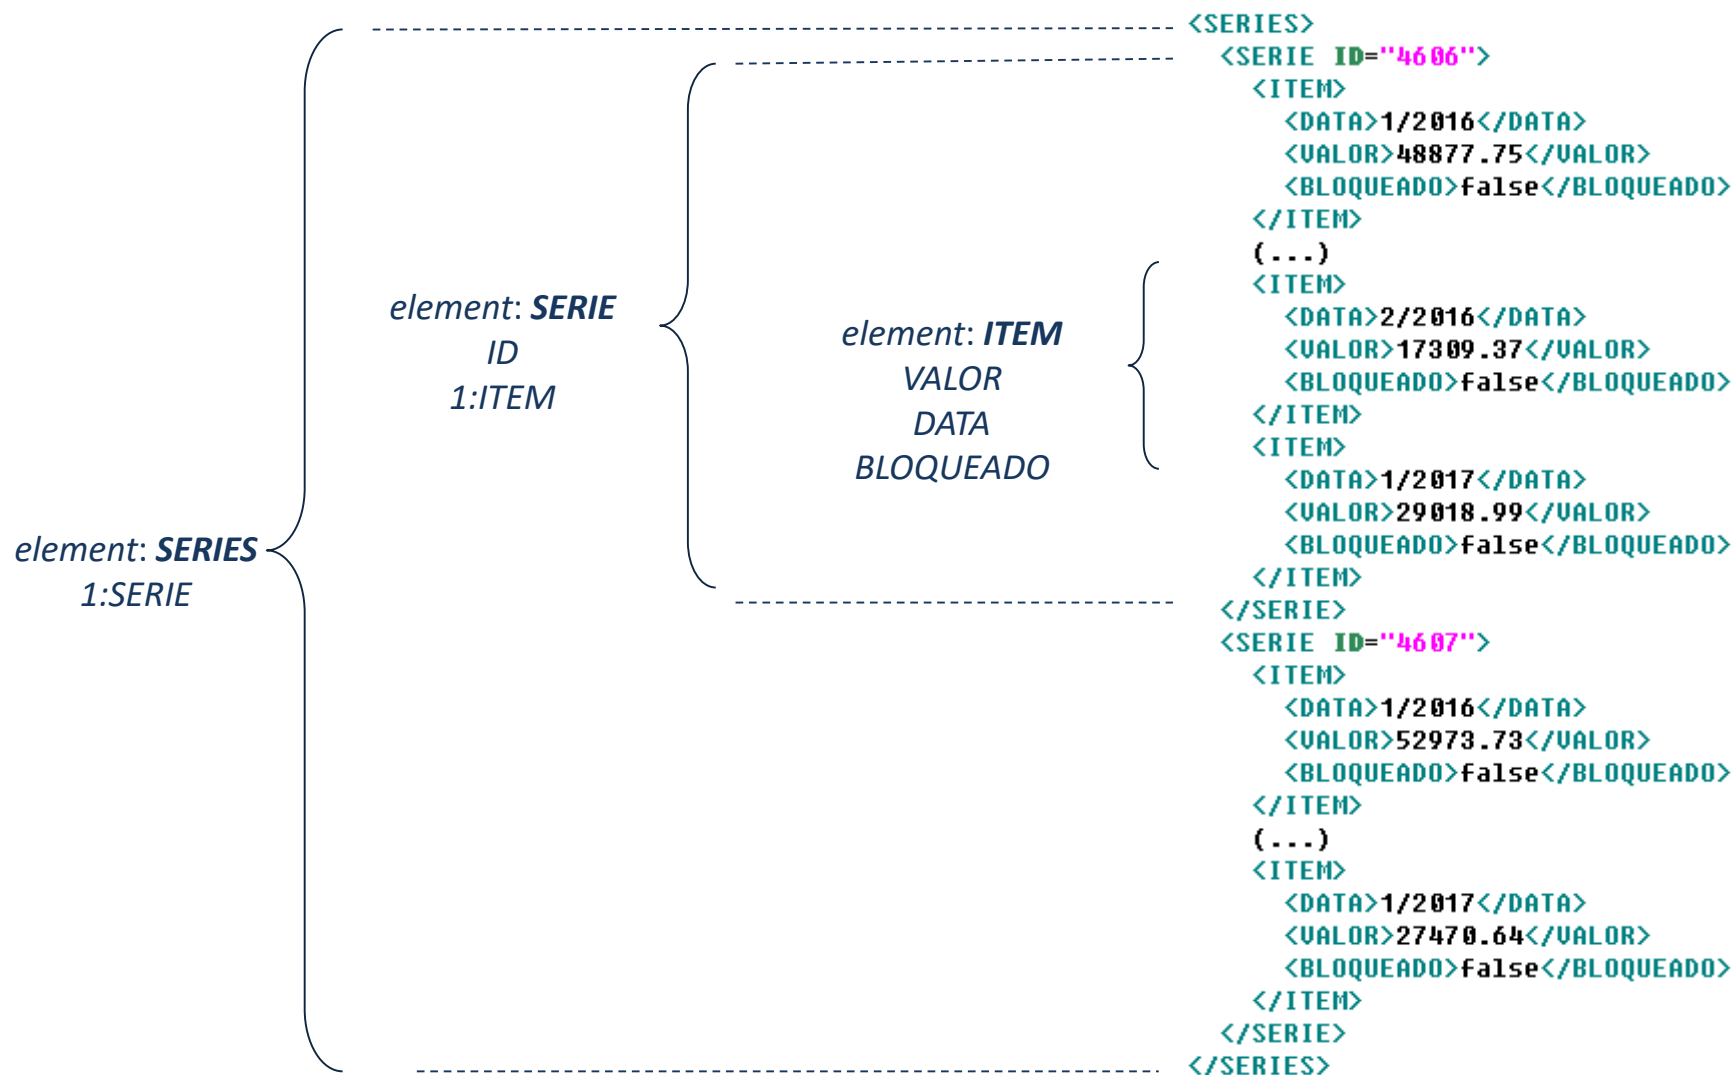 element: SERIES
1:SERIE
element: SERIE
ID
1:ITEM
element: ITEM
VALOR
DATA
BLOQUEADO
<SERIES>
<SERIE ID="4606">
<ITEM>
<DATA>1/2016</DATA>
<VALOR>48877.75</VALOR>
<BLOQUEADO>false</BLOQUEADO>
</ITEM>
(...)
<ITEM>
<DATA>2/2016</DATA>
<VALOR>17309.37</VALOR>
<BLOQUEADO>false</BLOQUEADO>
</ITEM>
<ITEM>
<DATA>1/2017</DATA>
<VALOR>29018.99</VALOR>
<BLOQUEADO>false</BLOQUEADO>
</ITEM>
</SERIE>
<SERIE ID="4607">
<ITEM>
<DATA>1/2016</DATA>
<VALOR>52973.73</VALOR>
<BLOQUEADO>false</BLOQUEADO>
</ITEM>
(...)
<ITEM>
<DATA>1/2017</DATA>
<VALOR>27470.64</VALOR>
<BLOQUEADO>false</BLOQUEADO>
</ITEM>
</SERIE>
</SERIES>